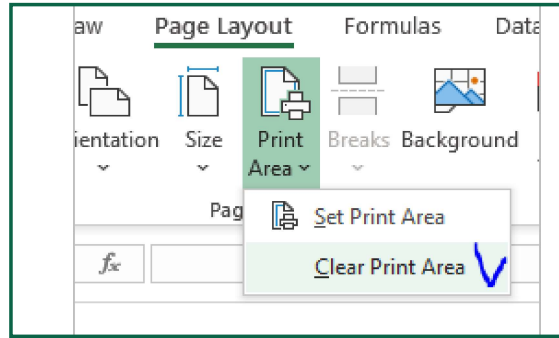 aw Page Layout Formulas Data
ientation Size Print Area Breaks Background
Pag
Set Print Area
fx
Clear Print Area